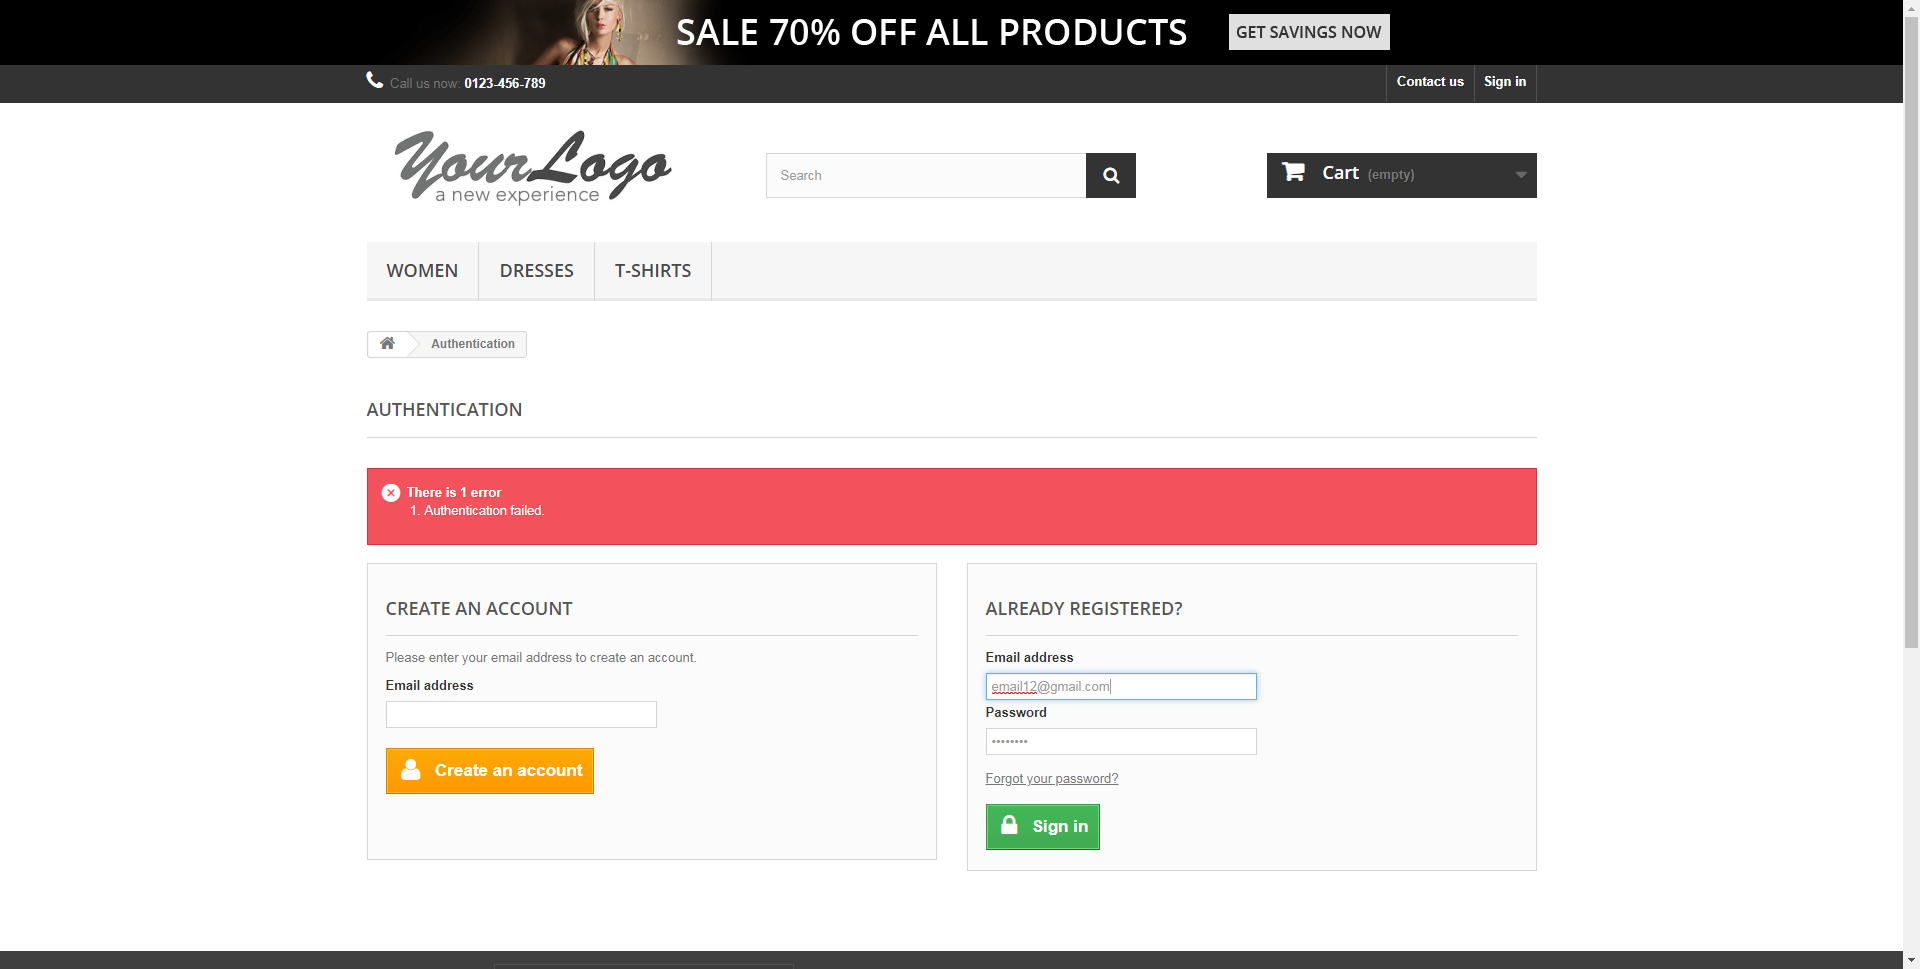 SALE 70% OFF ALL PRODUCTS GET SAVINGS NOW
Call us now: 0123-456-789 Contact us Sign in
YourLogo
a new experience
Search
Cart (empty)
WOMEN DRESSES T-SHIRTS
Authentication
AUTHENTICATION
There is 1 error
1. Authentication failed.
CREATE AN ACCOUNT
Please enter your email address to create an account.
Email address
Create an account
ALREADY REGISTERED?
Email address
email12@gmail.com
Password
••••••••
Forgot your password?
Sign in